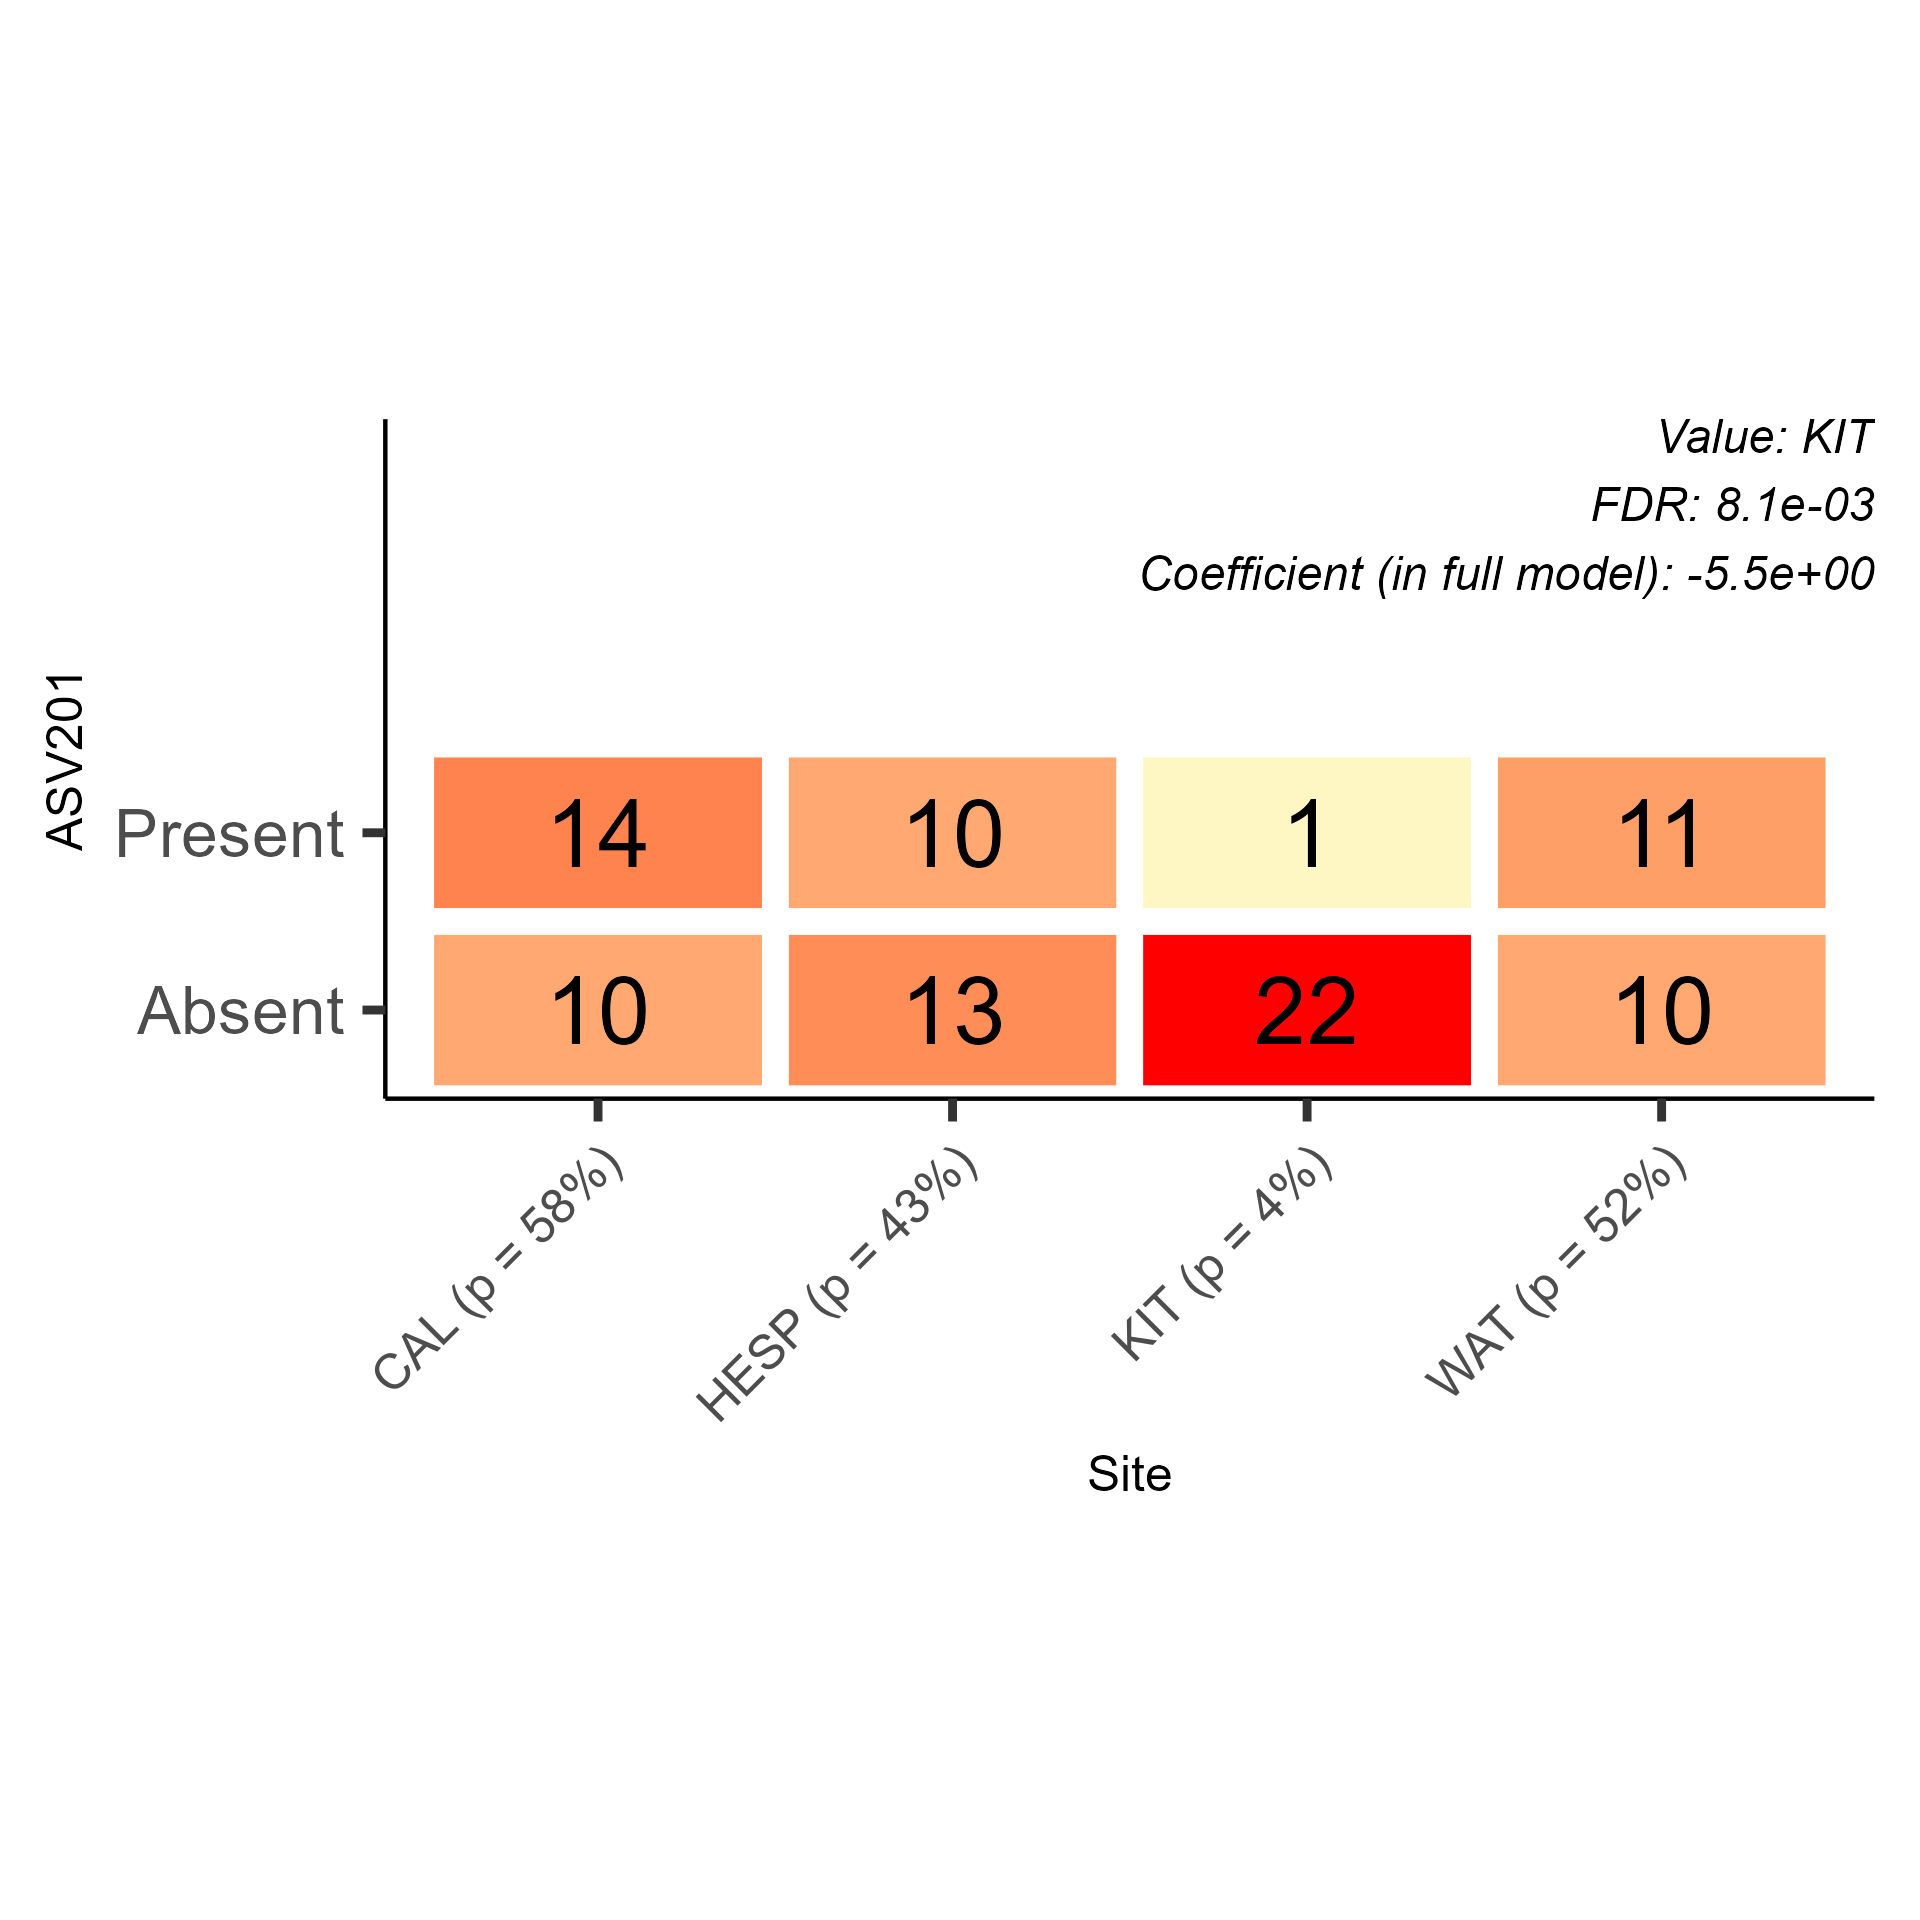 Value: KIT
FDR: 8.1e-03
Coefficient (in full model): -5.5e+00
ASV201
Present
14
10
1
11
Absent
10
13
22
10
CAL (p = 58%)
HESP (p = 43%)
KIT (p = 4%)
WAT (p = 52%)
Site